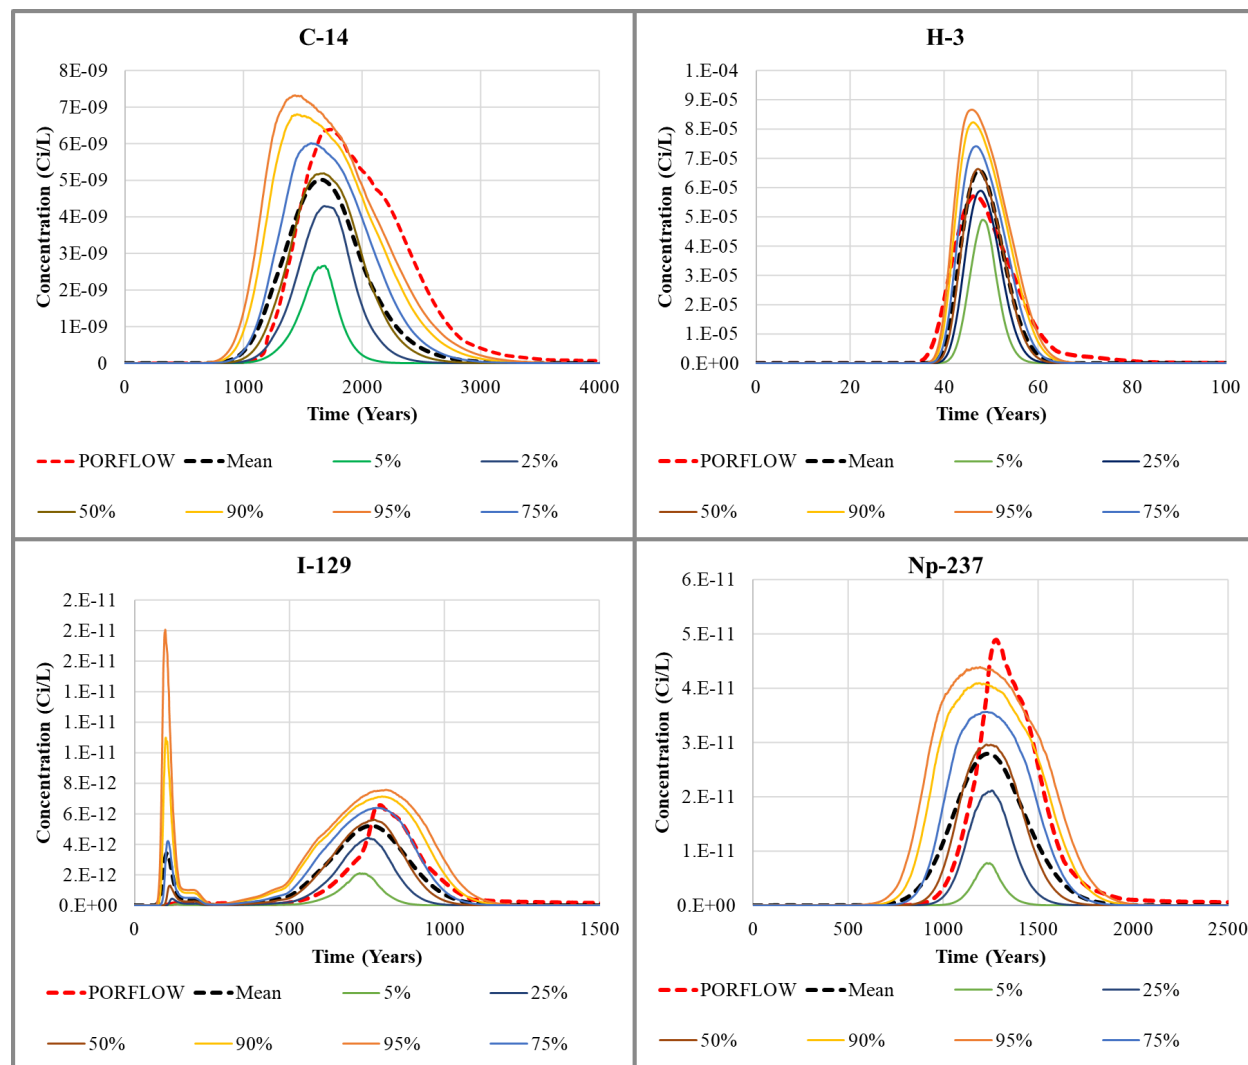 C-14
Concentration (Ci/L)
8E-09
7E-09
6E-09
5E-09
4E-09
3E-09
2E-09
1E-09
0
0 1000 2000 3000 4000
Time (Years)
PORFLOW Mean 5% 25%
50% 90% 95% 75%
H-3
Concentration (Ci/L)
1.E-04
9.E-05
8.E-05
7.E-05
6.E-05
5.E-05
4.E-05
3.E-05
2.E-05
1.E-05
0.E+00
0 20 40 60 80 100
Time (Years)
PORFLOW Mean 5% 25%
50% 90% 95% 75%
I-129
Concentration (Ci/L)
2.E-11
2.E-11
2.E-11
1.E-11
1.E-11
1.E-11
8.E-12
6.E-12
4.E-12
2.E-12
0.E+00
0 500 1000 1500
Time (Years)
PORFLOW Mean 5% 25%
50% 90% 95% 75%
Np-237
Concentration (Ci/L)
6.E-11
5.E-11
4.E-11
3.E-11
2.E-11
1.E-11
0.E+00
0 500 1000 1500 2000 2500
Time (Years)
PORFLOW Mean 5% 25%
50% 90% 95% 75%